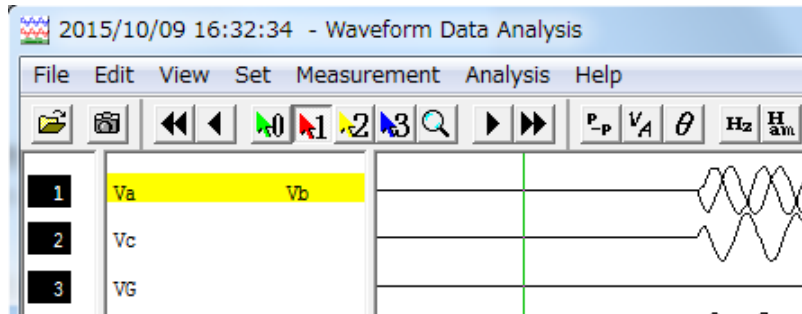 2015/10/09 16:32:34 - Waveform Data Analysis
File Edit View Set Measurement Analysis Help
0 1 2 3 P-P V/A θ Hz Ham
1 Va Vb
2 Vc
3 VG